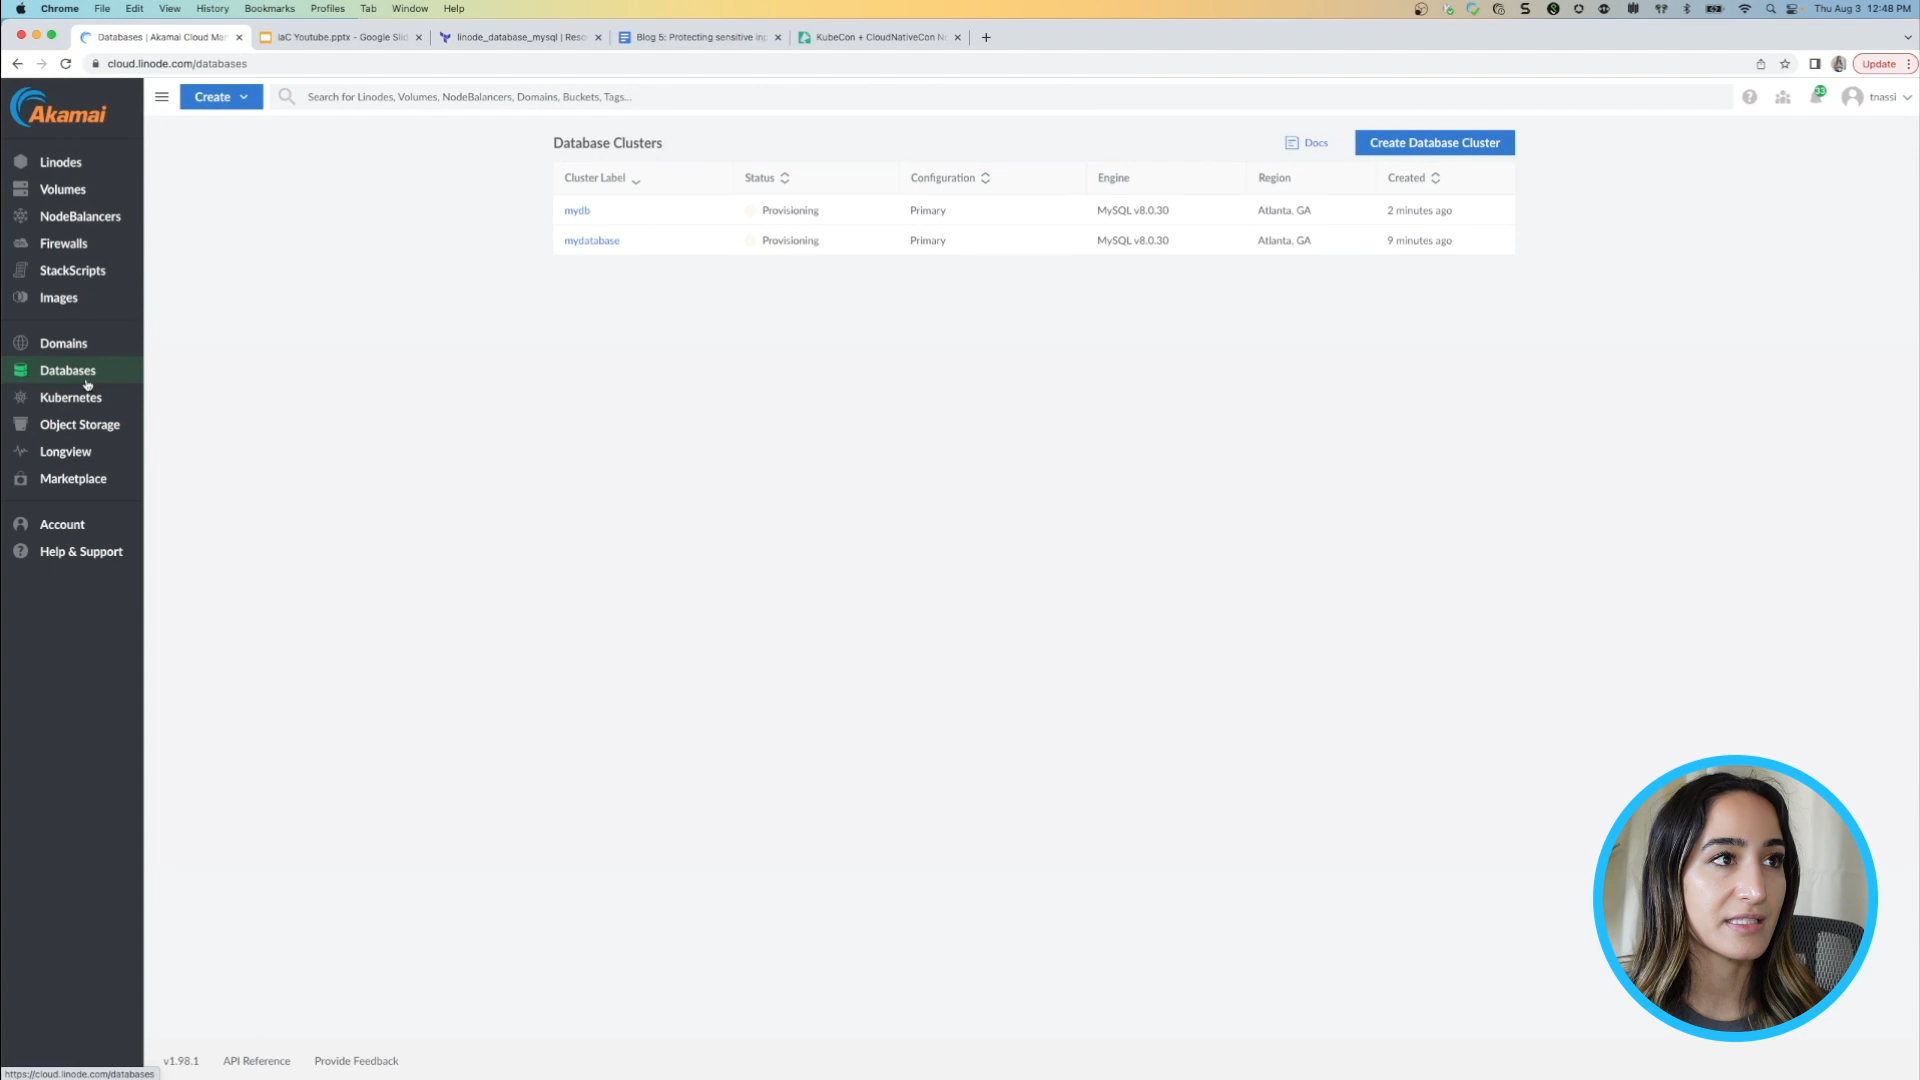 Chrome File Edit View History Bookmarks Profiles Tab Window Help Thu Aug 3 12:48 PM
Databases | Akamai Cloud Ma
IaC Youtube.pptx - Google Slid
linode_database_mysql | Reso
Blog 5: Protecting sensitive inp
KubeCon + CloudNativeCon No
cloud.linode.com/databases
Update
Akamai
Create
Search for Linodes, Volumes, NodeBalancers, Domains, Buckets, Tags...
33
tnassi
Linodes
Volumes
NodeBalancers
Firewalls
StackScripts
Images
Domains
Databases
Kubernetes
Object Storage
Longview
Marketplace
Account
Help & Support
Database Clusters
Docs
Create Database Cluster
Cluster Label Status Configuration Engine Region Created
mydb Provisioning Primary MySQL v8.0.30 Atlanta, GA 2 minutes ago
mydatabase Provisioning Primary MySQL v8.0.30 Atlanta, GA 9 minutes ago
v1.98.1 API Reference Provide Feedback
https://cloud.linode.com/databases